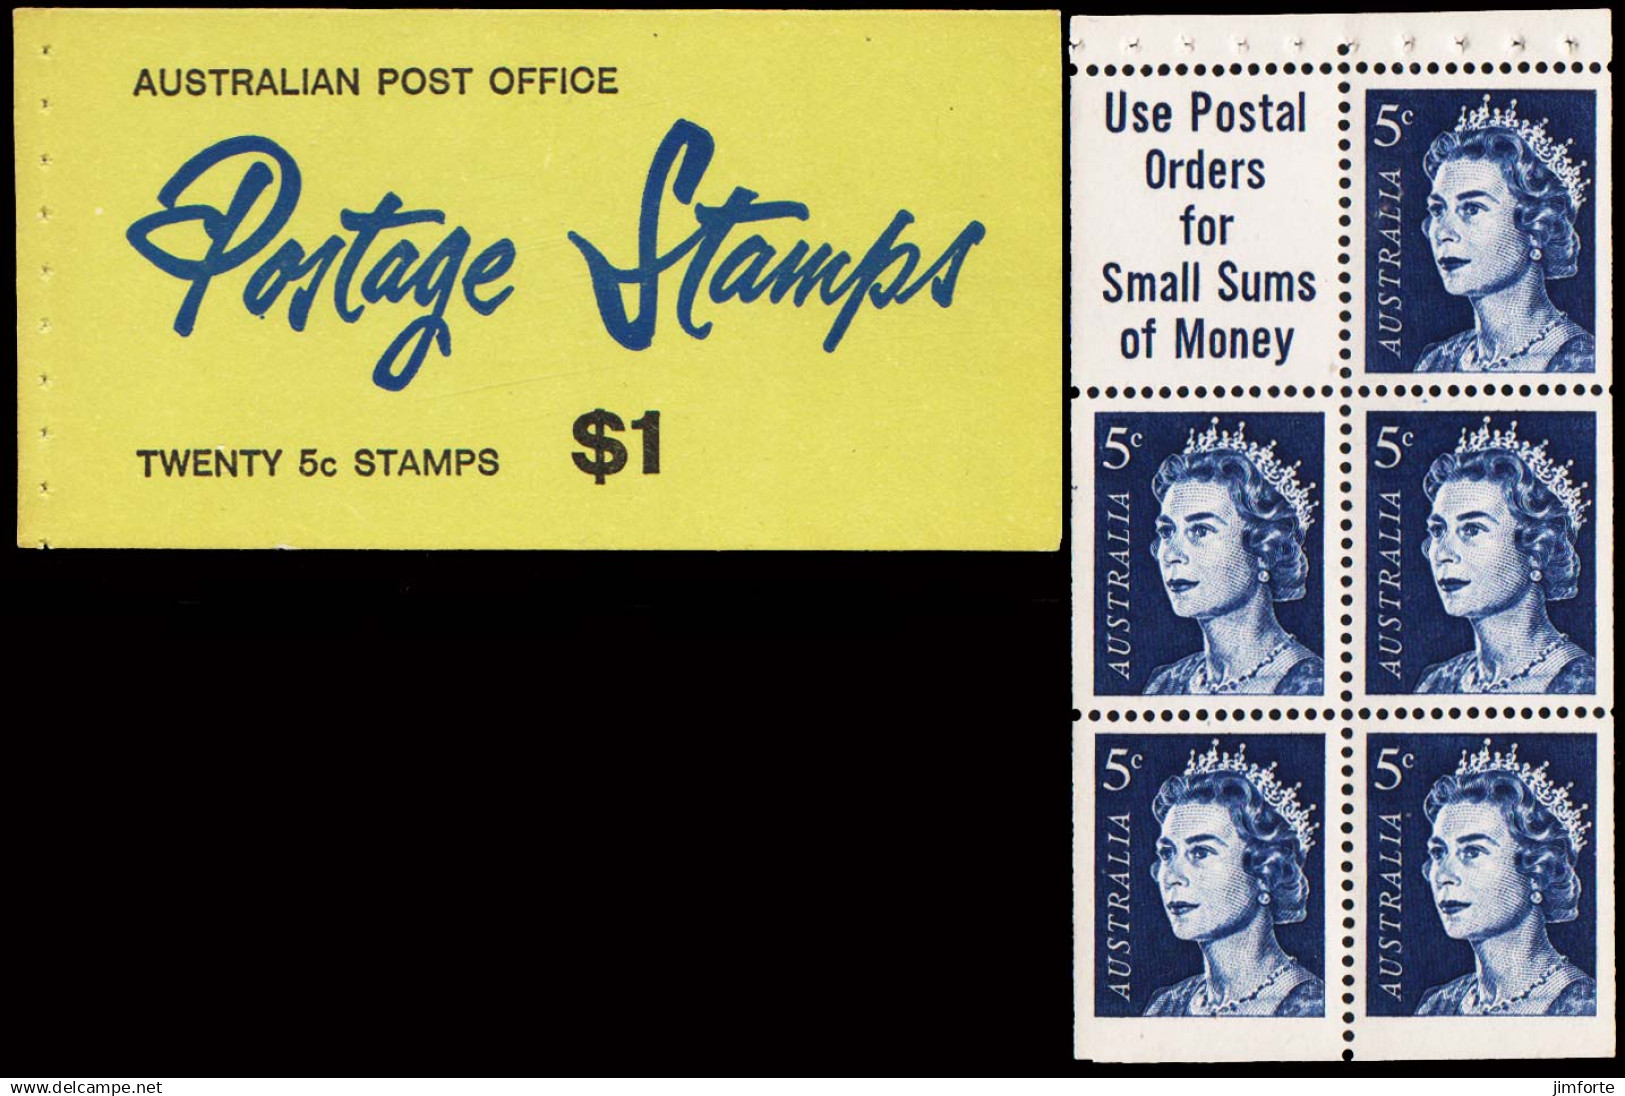 AUSTRALIAN POST OFFICE
Postage Stamps
TWENTY 5c STAMPS $1
Use Postal
Orders
for
Small Sums
of Money
5c
AUSTRALIA
5c
AUSTRALIA
5c
AUSTRALIA
5c
AUSTRALIA
5c
AUSTRALIA
www.delcampe.net
jimforte